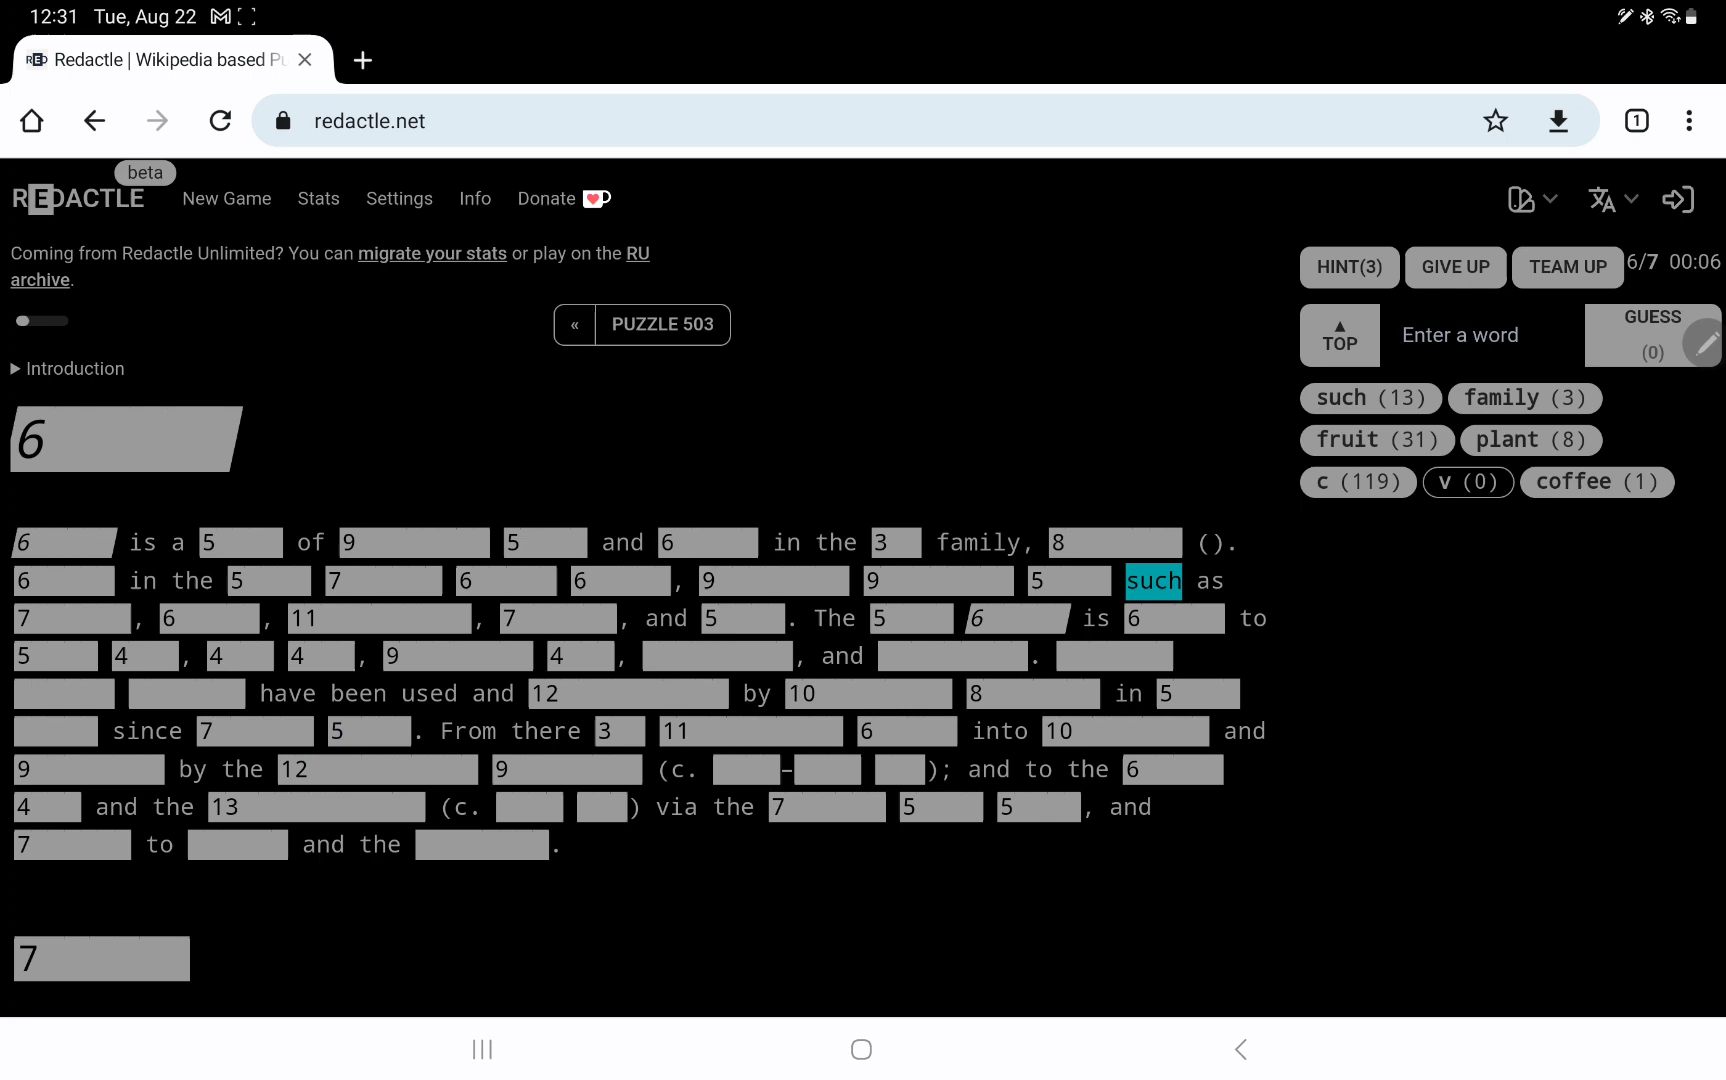 12:31 Tue, Aug 22
RED Redactle | Wikipedia based Pu
redactle.net
1
beta
REDACTLE New Game Stats Settings Info Donate
Coming from Redactle Unlimited? You can migrate your stats or play on the RU
archive.
HINT(3) GIVE UP TEAM UP 6/7 00:06
« PUZZLE 503
▲
TOP
Enter a word
GUESS
(0)
▶ Introduction
such (13) family (3)
fruit (31) plant (8)
c (119) v (0) coffee (1)
6
6 is a 5 of 9 5 and 6 in the 3 family, 8 ().
6 in the 5 7 6 6, 9 9 5 such as
7, 6, 11, 7, and 5. The 5 6 is 6 to
5 4, 4 4, 9 4, , and .
have been used and 12 by 10 8 in 5
since 7 5. From there 3 11 6 into 10 and
9 by the 12 9 (c. – ); and to the 6
4 and the 13 (c. ) via the 7 5 5, and
7 to and the .
7